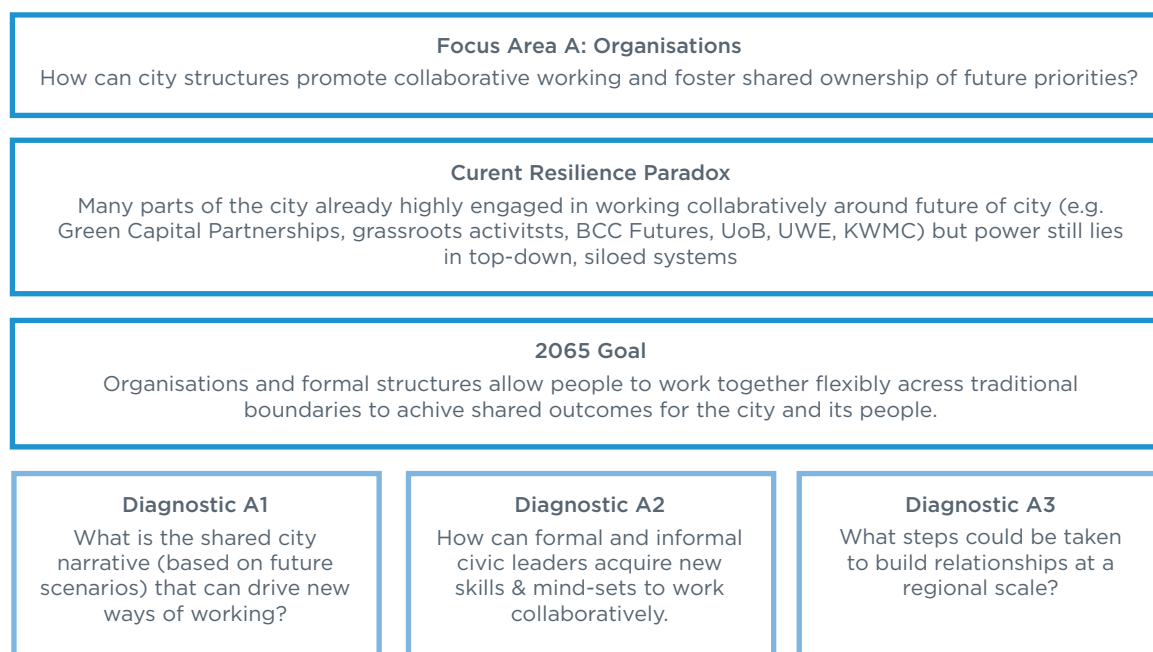 Focus Area A: Organisations
How can city structures promote collaborative working and foster shared ownership of future priorities?
Curent Resilience Paradox
Many parts of the city already highly engaged in working collabratively around future of city (e.g.
Green Capital Partnerships, grassroots activitsts, BCC Futures, UoB, UWE, KWMC) but power still lies
in top-down, siloed systems
2065 Goal
Organisations and formal structures allow people to work together flexibly across traditional
boundaries to achive shared outcomes for the city and its people.
Diagnostic A1
What is the shared city
narrative (based on future
scenarios) that can drive new
ways of working?
Diagnostic A2
How can formal and informal
civic leaders acquire new
skills & mind-sets to work
collaboratively.
Diagnostic A3
What steps could be taken
to build relationships at a
regional scale?